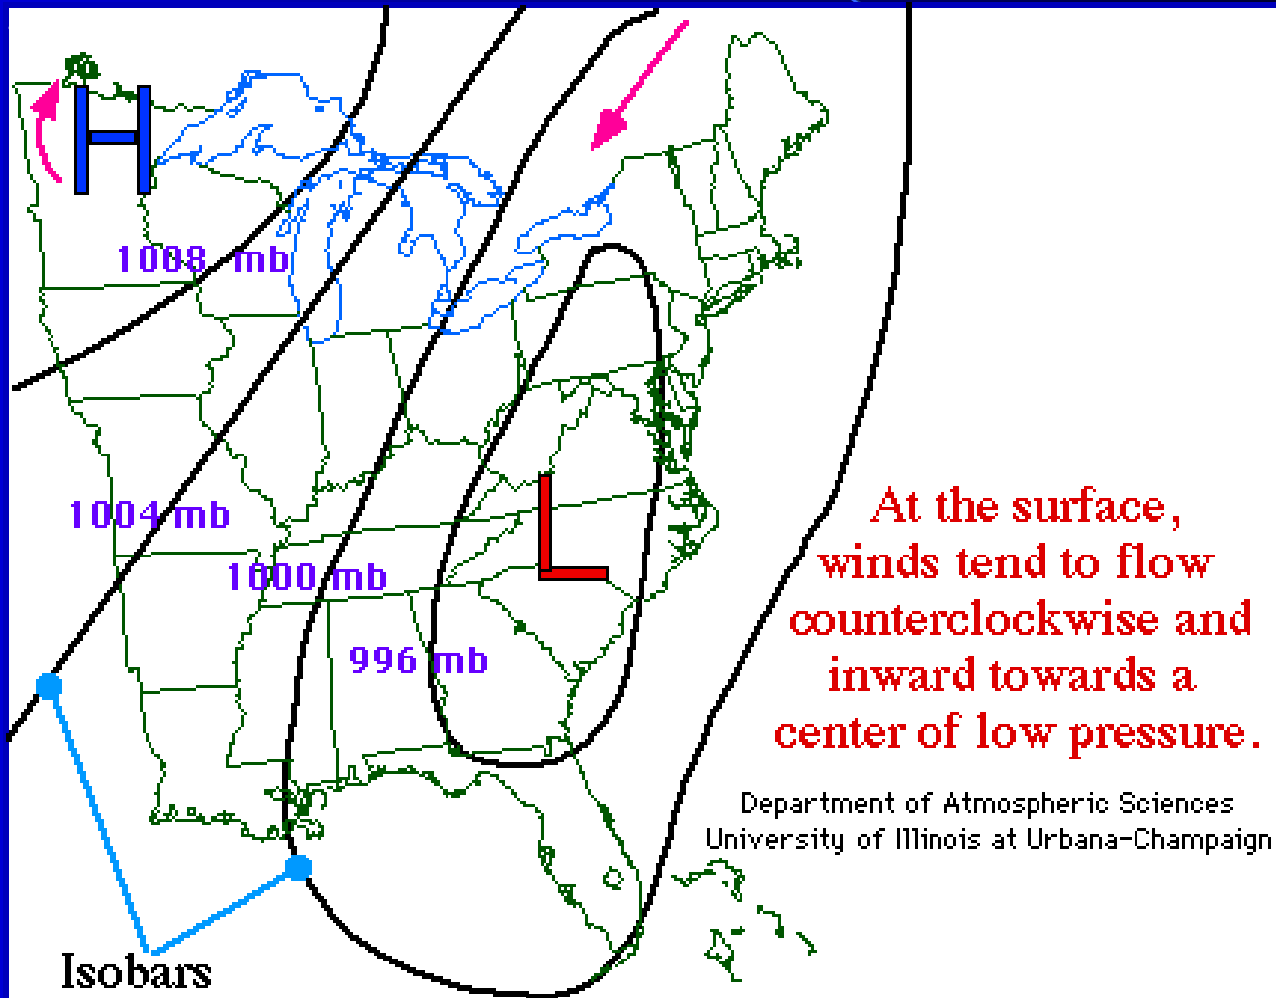 H
1008 mb
1004 mb
1000 mb
996 mb
L
At the surface,
winds tend to flow
counterclockwise and
inward towards a
center of low pressure.
Department of Atmospheric Sciences
University of Illinois at Urbana-Champaign
Isobars